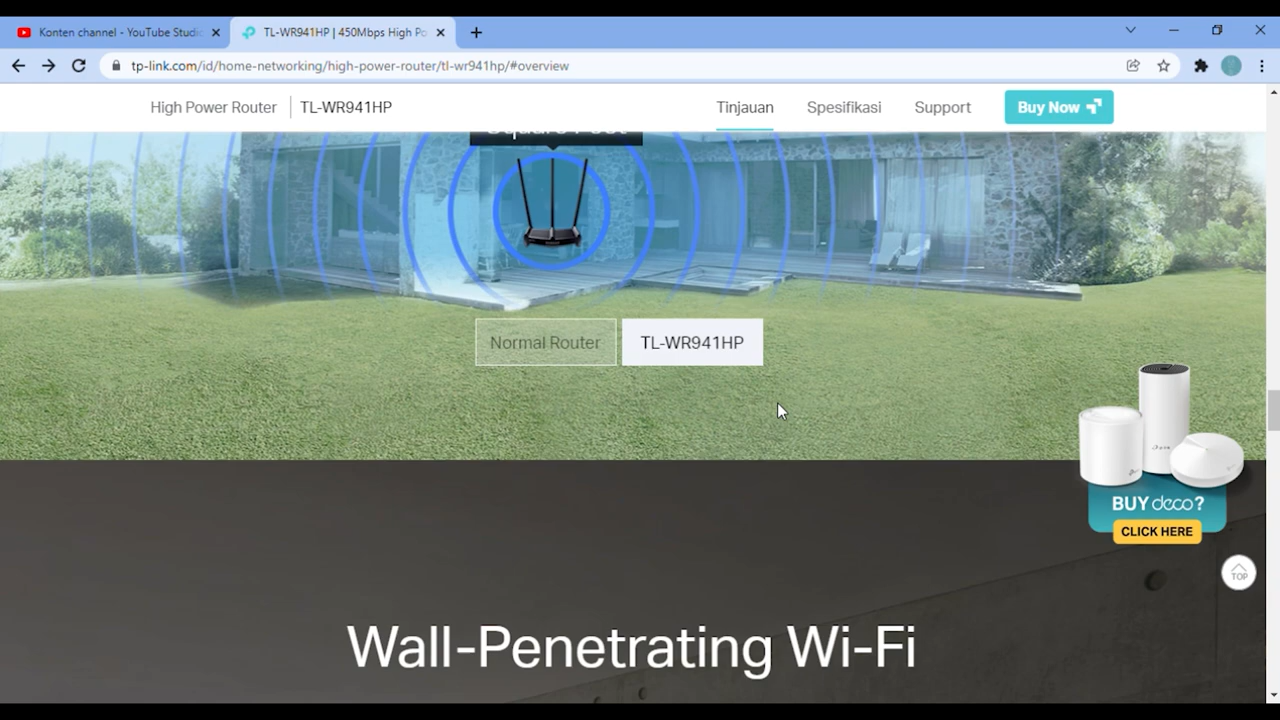 Konten channel - YouTube Studio
TL-WR941HP | 450Mbps High Po
tp-link.com/id/home-networking/high-power-router/tl-wr941hp/#overview
High Power Router TL-WR941HP Tinjauan Spesifikasi Support Buy Now
Square Feet
Normal Router TL-WR941HP
BUY deco?
CLICK HERE
TOP
Wall-Penetrating Wi-Fi